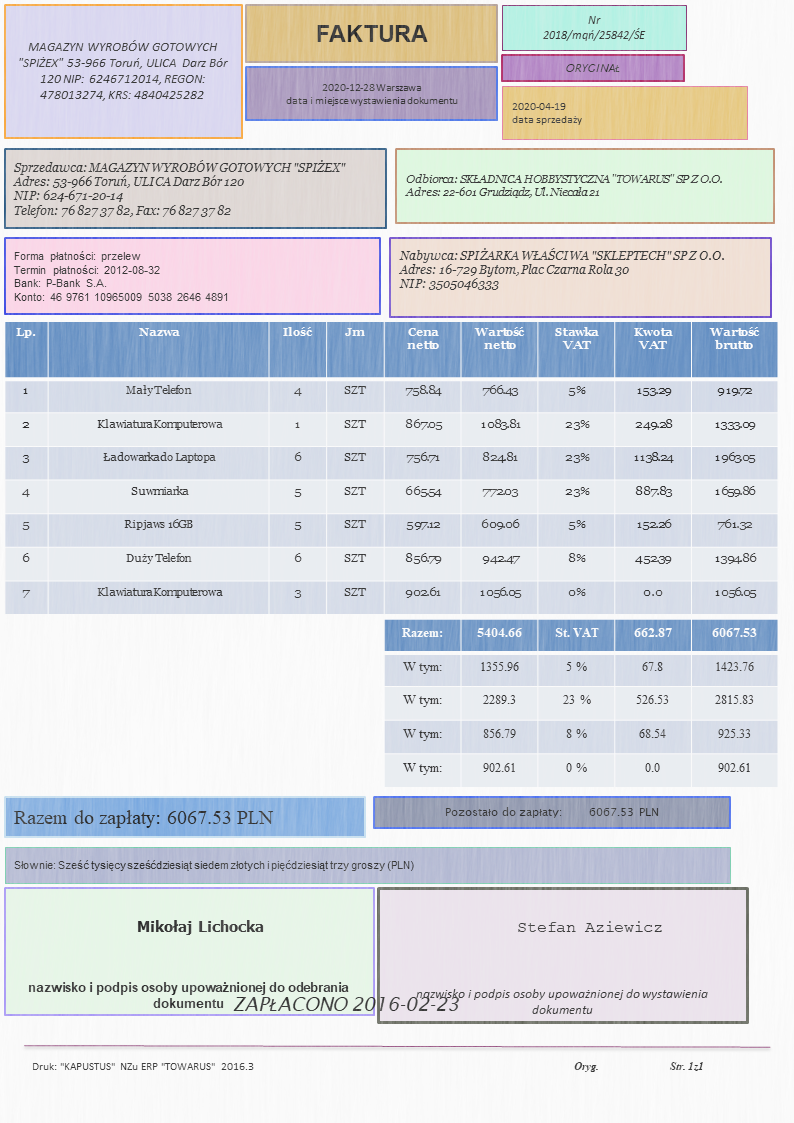 MAGAZYN WYROBÓW GOTOWYCH
"SPIŻEX" 53-966 Toruń, ULICA Darz Bór
120 NIP: 6246712014, REGON:
478013274, KRS: 4840425282
FAKTURA
2020-12-28 Warszawa
data i miejsce wystawienia dokumentu
Nr
2018/mqń/25842/ŚE
ORYGINAŁ
2020-04-19
data sprzedaży
Sprzedawca: MAGAZYN WYROBÓW GOTOWYCH "SPIŻEX"
Adres: 53-966 Toruń, ULICA Darz Bór 120
NIP: 624-671-20-14
Telefon: 76 827 37 82, Fax: 76 827 37 82
Odbiorca: SKŁADNICA HOBBYSTYCZNA "TOWARUS" SP Z O.O.
Adres: 22-601 Grudziądz, Ul. Niecała 21
Forma płatności: przelew
Termin płatności: 2012-08-32
Bank: P-Bank S.A.
Konto: 46 9761 10965009 5038 2646 4891
Nabywca: SPIŻARKA WŁAŚCIWA "SKLEPTECH" SP Z O.O.
Adres: 16-729 Bytom, Plac Czarna Rola 30
NIP: 3505046333
Lp. Nazwa Ilość Jm Cena netto Wartość netto Stawka VAT Kwota VAT Wartość brutto
1 Mały Telefon 4 SZT 758.84 766.43 5% 153.29 919.72
2 Klawiatura Komputerowa 1 SZT 867.05 1083.81 23% 249.28 1333.09
3 Ładowarka do Laptopa 6 SZT 756.71 824.81 23% 1138.24 1963.05
4 Suwmiarka 5 SZT 665.54 772.03 23% 887.83 1659.86
5 Ripjaws 16GB 5 SZT 597.12 609.06 5% 152.26 761.32
6 Duży Telefon 6 SZT 856.79 942.47 8% 452.39 1394.86
7 Klawiatura Komputerowa 3 SZT 902.61 1056.05 0% 0.0 1056.05
Razem: 5404.66 St. VAT 662.87 6067.53
W tym: 1355.96 5 % 67.8 1423.76
W tym: 2289.3 23 % 526.53 2815.83
W tym: 856.79 8 % 68.54 925.33
W tym: 902.61 0 % 0.0 902.61
Razem do zapłaty: 6067.53 PLN
Pozostało do zapłaty: 6067.53 PLN
Słownie: Sześć tysięcy sześćdziesiąt siedem złotych i pięćdziesiąt trzy groszy (PLN)
Mikołaj Lichocka
nazwisko i podpis osoby upoważnionej do odebrania
dokumentu
Stefan Aziewicz
nazwisko i podpis osoby upoważnionej do wystawienia
dokumentu
ZAPŁACONO 2016-02-23
Druk: "KAPUSTUS" NZu ERP "TOWARUS" 2016.3
Oryg.
Str. 1z1